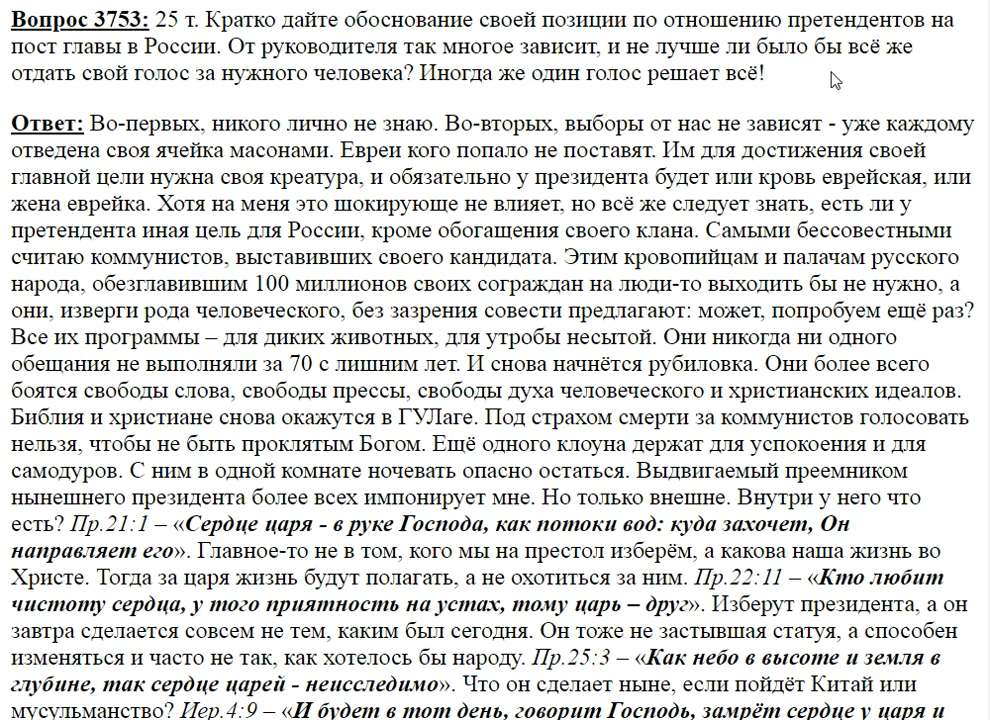 Вопрос 3753: 25 т. Кратко дайте обоснование своей позиции по отношению претендентов на
пост главы в России. От руководителя так многое зависит, и не лучше ли было бы всё же
отдать свой голос за нужного человека? Иногда же один голос решает всё!
Ответ: Во-первых, никого лично не знаю. Во-вторых, выборы от нас не зависят - уже каждому
отведена своя ячейка масонами. Евреи кого попало не поставят. Им для достижения своей
главной цели нужна своя креатура, и обязательно у президента будет или кровь еврейская, или
жена еврейка. Хотя на меня это шокирующе не влияет, но всё же следует знать, есть ли у
претендента иная цель для России, кроме обогащения своего клана. Самыми бессовестными
считаю коммунистов, выставивших своего кандидата. Этим кровопийцам и палачам русского
народа, обезглавившим 100 миллионов своих сограждан на люди-то выходить бы не нужно, а
они, изверги рода человеческого, без зазрения совести предлагают: может, попробуем ещё раз?
Все их программы – для диких животных, для утробы несытой. Они никогда ни одного
обещания не выполняли за 70 с лишним лет. И снова начнётся рубиловка. Они более всего
боятся свободы слова, свободы прессы, свободы духа человеческого и христианских идеалов.
Библия и христиане снова окажутся в ГУЛаге. Под страхом смерти за коммунистов голосовать
нельзя, чтобы не быть проклятым Богом. Ещё одного клоуна держат для успокоения и для
самодуров. С ним в одной комнате ночевать опасно остаться. Выдвигаемый преемником
нынешнего президента более всех импонирует мне. Но только внешне. Внутри у него что
есть? Пр.21:1 – «Сердце царя - в руке Господа, как потоки вод: куда захочет, Он
направляет его». Главное-то не в том, кого мы на престол изберём, а какова наша жизнь во
Христе. Тогда за царя жизнь будут полагать, а не охотиться за ним. Пр.22:11 – «Кто любит
чистоту сердца, у того приятность на устах, тому царь – друг». Изберут президента, а он
завтра сделается совсем не тем, каким был сегодня. Он тоже не застывшая статуя, а способен
изменяться и часто не так, как хотелось бы народу. Пр.25:3 – «Как небо в высоте и земля в
глубине, так сердце царей - неисследимо». Что он сделает ныне, если пойдёт Китай или
мусульманство? Иер.4:9 – «И будет в тот день, говорит Господь, замрёт сердце у царя и